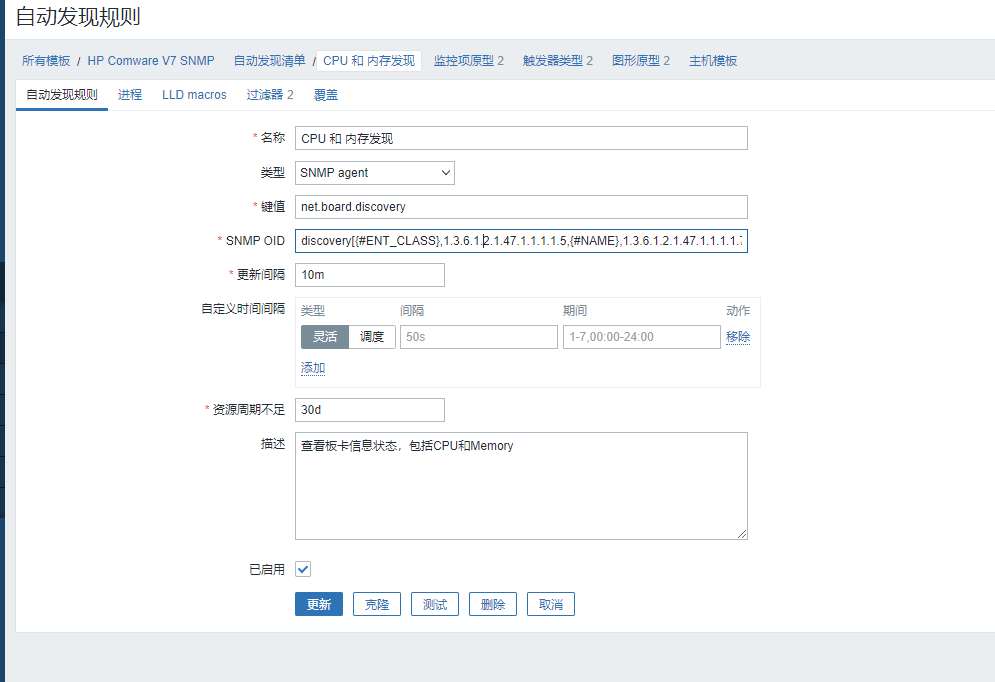 自动发现规则
所有模板 / HP Comware V7 SNMP 自动发现清单 / CPU 和 内存发现 监控项原型 2 触发器类型 2 图形原型 2 主机模板
自动发现规则 进程 LLD macros 过滤器 2 覆盖
* 名称 CPU 和 内存发现
类型 SNMP agent
* 键值 net.board.discovery
* SNMP OID discovery[{#ENT_CLASS},1.3.6.1.2.1.47.1.1.1.1.5,{#NAME},1.3.6.1.2.1.47.1.1.1.1.7
* 更新间隔 10m
自定义时间间隔 类型 间隔 期间 动作
灵活 调度 50s 1-7,00:00-24:00 移除
添加
* 资源周期不足 30d
描述 查看板卡信息状态，包括CPU和Memory
已启用
更新 克隆 测试 删除 取消